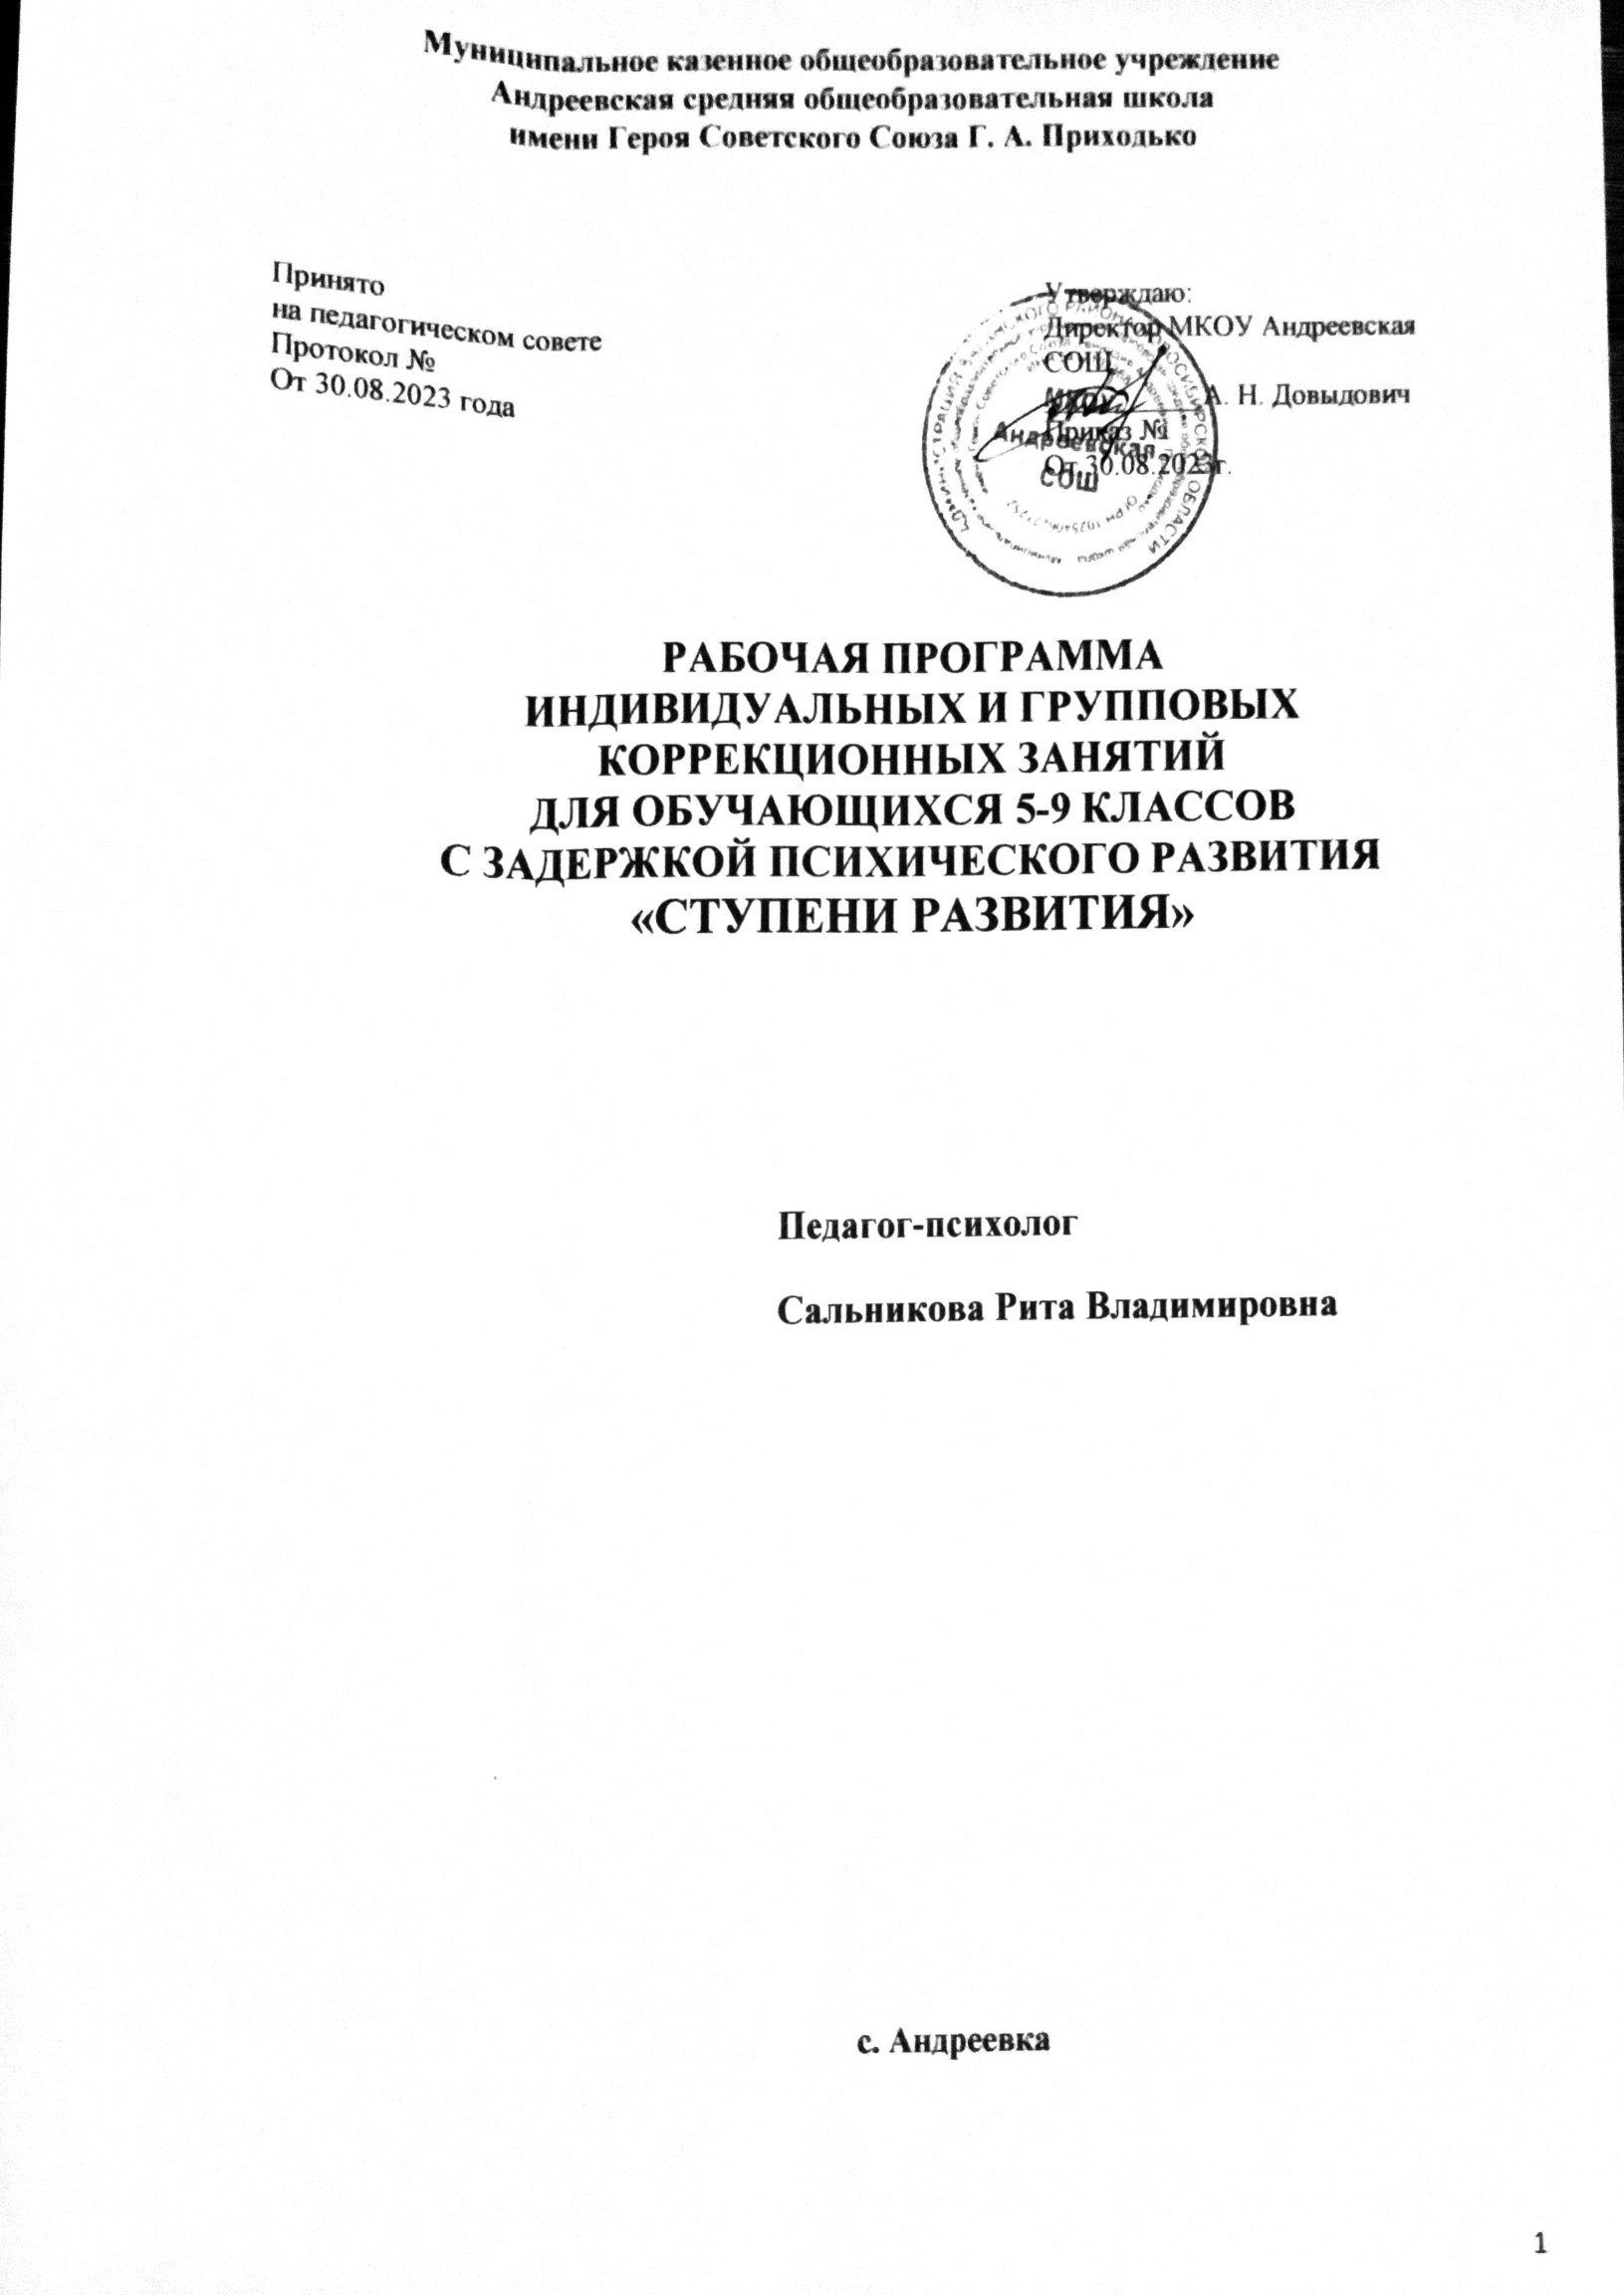 Муниципальное казенное общеобразовательное учреждение
Андреевская средняя общеобразовательная школа
имени Героя Советского Союза Г. А. Приходько
Принято
на педагогическом совете
Протокол №
От 30.08.2023 года
Утверждаю:
Директор МКОУ Андреевская
СОШ
А. Н. Довыдович
Приказ №
От 30.08.2023г.
МКОУ
Андреевская
СОШ
РАБОЧАЯ ПРОГРАММА
ИНДИВИДУАЛЬНЫХ И ГРУППОВЫХ
КОРРЕКЦИОННЫХ ЗАНЯТИЙ
ДЛЯ ОБУЧАЮЩИХСЯ 5-9 КЛАССОВ
С ЗАДЕРЖКОЙ ПСИХИЧЕСКОГО РАЗВИТИЯ
«СТУПЕНИ РАЗВИТИЯ»
Педагог-психолог
Сальникова Рита Владимировна
с. Андреевка
1